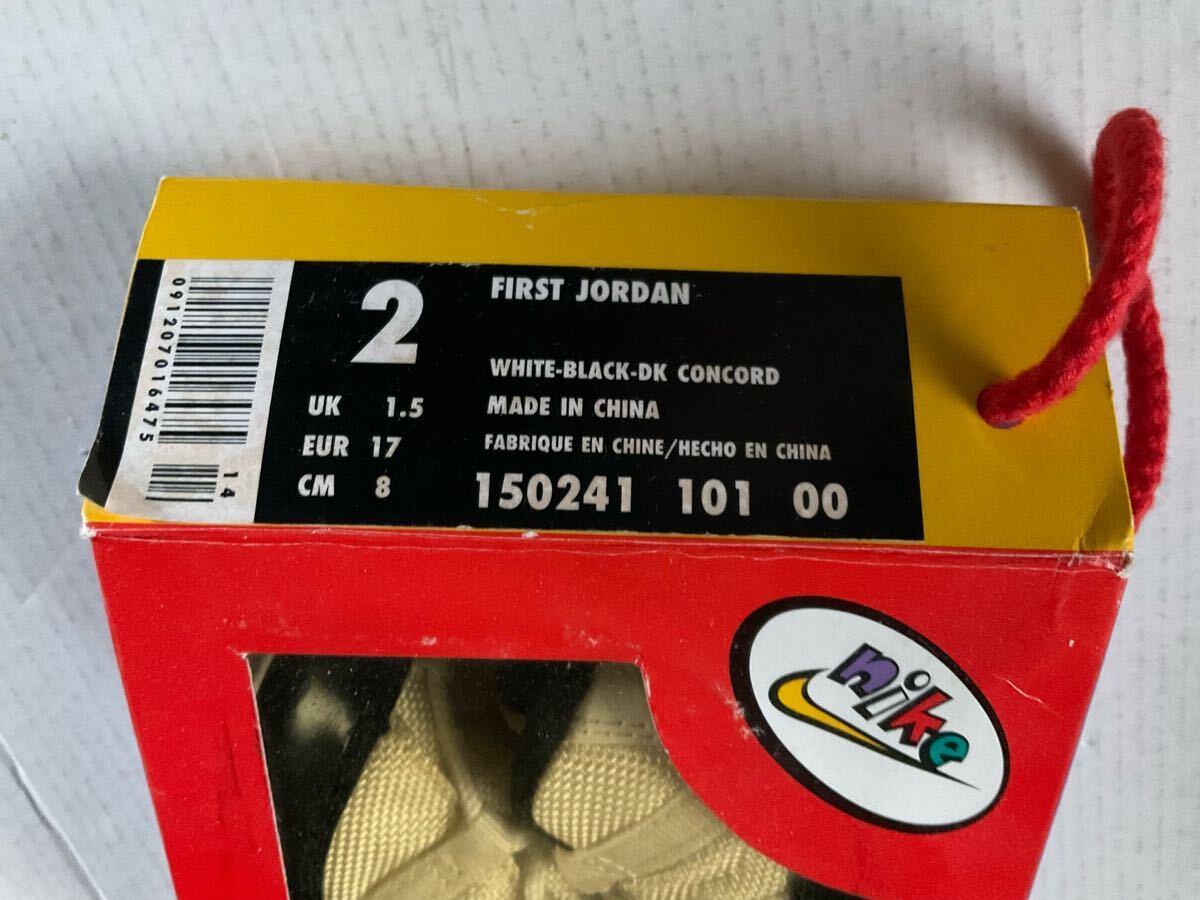 091207016475
14
2
FIRST JORDAN
WHITE-BLACK-DK CONCORD
UK 1.5
MADE IN CHINA
EUR 17
FABRIQUE EN CHINE/HECHO EN CHINA
CM 8
150241 101 00
nike